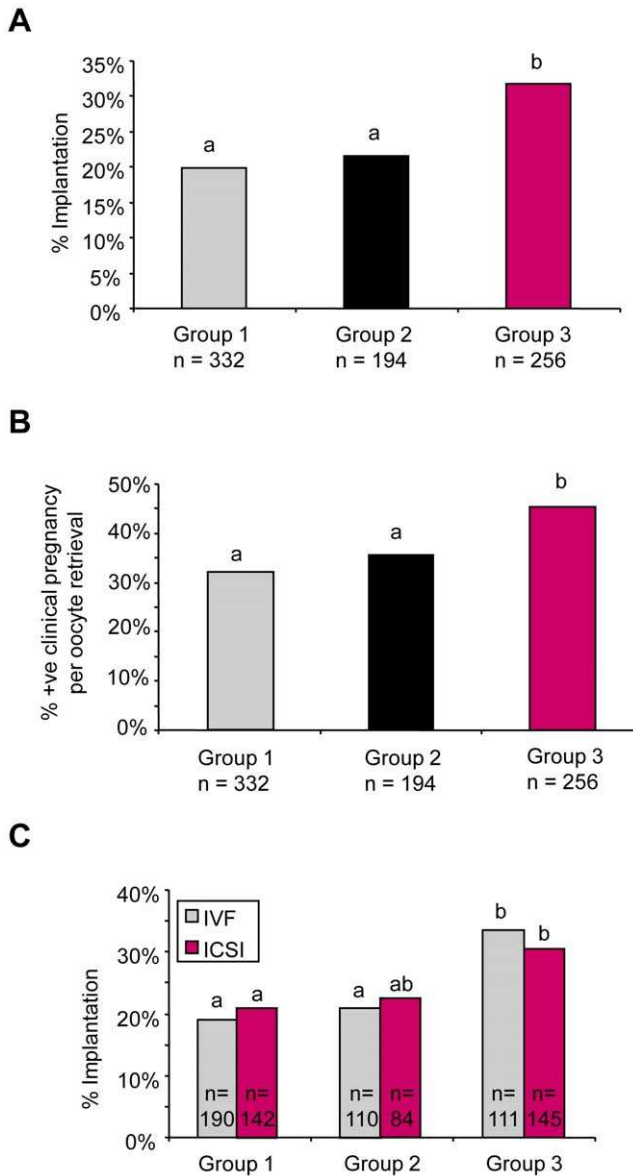 A
% Implantation
35%
30%
25%
20%
15%
10%
5%
0%
a
a
b
Group 1
n = 332
Group 2
n = 194
Group 3
n = 256
B
% +ve clinical pregnancy
per oocyte retrieval
50%
40%
30%
20%
10%
0%
a
a
b
Group 1
n = 332
Group 2
n = 194
Group 3
n = 256
C
% Implantation
40%
30%
20%
10%
0%
IVF
ICSI
a
a
a
ab
b
b
n=
190
n=
142
n=
110
n=
84
n=
111
n=
145
Group 1
Group 2
Group 3